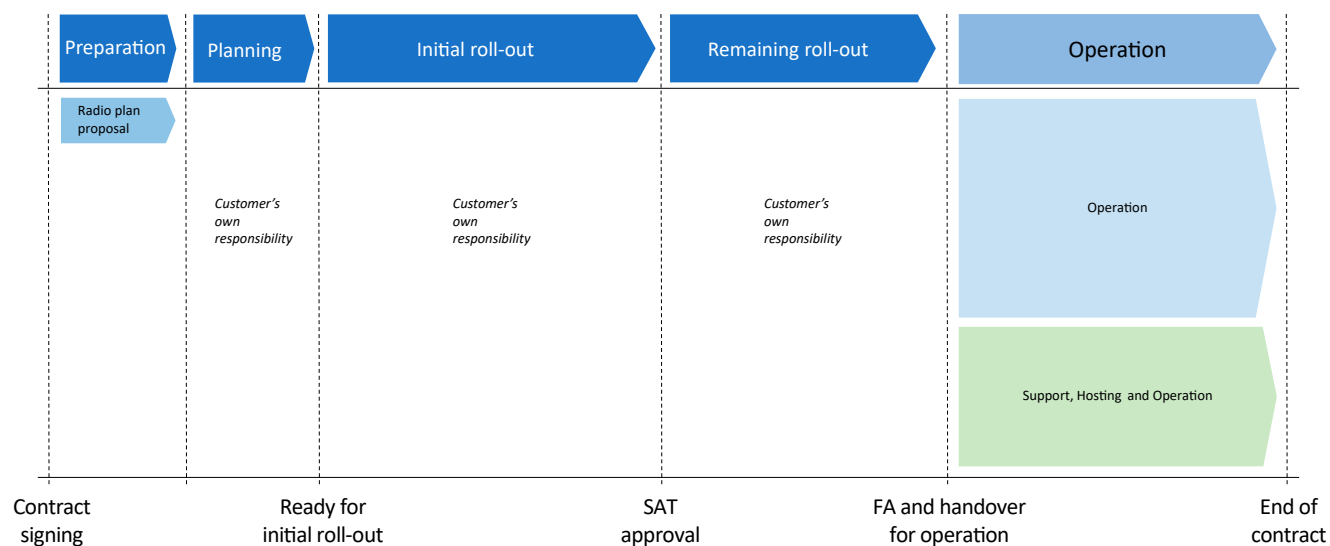 Preparation
Planning
Initial roll-out
Remaining roll-out
Operation
Radio plan
proposal
Customer's
own
responsibility
Customer's
own
responsibility
Customer's
own
responsibility
Operation
Support, Hosting and Operation
Contract
signing
Ready for
initial roll-out
SAT
approval
FA and handover
for operation
End of
contract